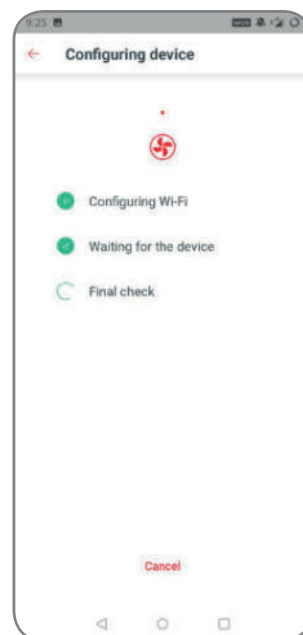 9:25
Configuring device
Configuring Wi-Fi
Waiting for the device
Final check
Cancel